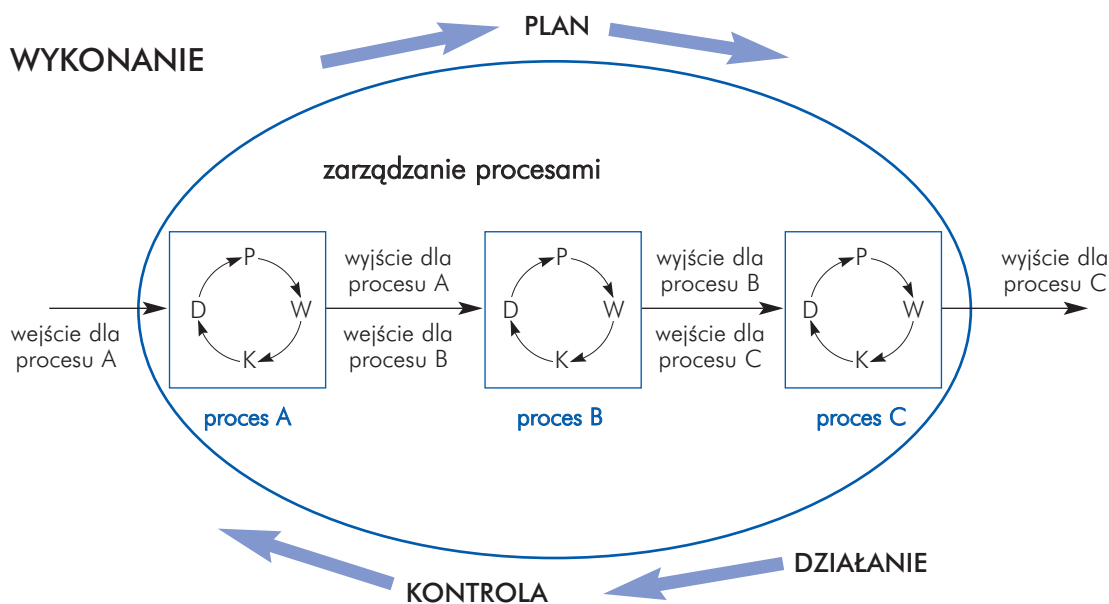 PLAN
WYKONANIE
zarządzanie procesami
P
D
W
K
P
D
W
K
P
D
W
K
wejście dla
procesu A
wyjście dla
procesu A
wejście dla
procesu B
wyjście dla
procesu B
wejście dla
procesu C
wyjście dla
procesu C
proces A
proces B
proces C
DZIAŁANIE
KONTROLA